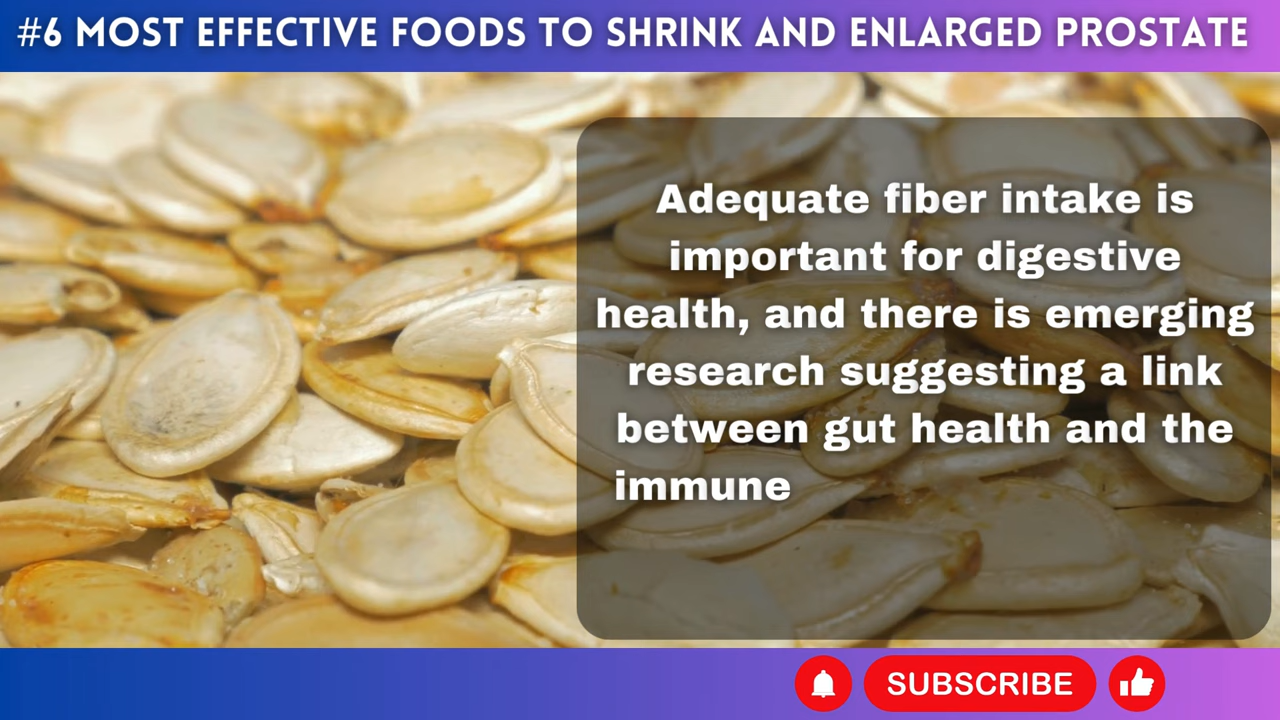 #6 MOST EFFECTIVE FOODS TO SHRINK AND ENLARGED PROSTATE
Adequate fiber intake is
important for digestive
health, and there is emerging
research suggesting a link
between gut health and the
immune
SUBSCRIBE